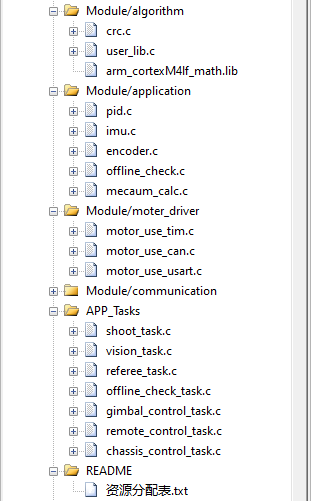 Module/algorithm
crc.c
user_lib.c
arm_cortexM4lf_math.lib
Module/application
pid.c
imu.c
encoder.c
offline_check.c
mecaum_calc.c
Module/moter_driver
motor_use_tim.c
motor_use_can.c
motor_use_usart.c
Module/communication
APP_Tasks
shoot_task.c
vision_task.c
referee_task.c
offline_check_task.c
gimbal_control_task.c
remote_control_task.c
chassis_control_task.c
README
资源分配表.txt